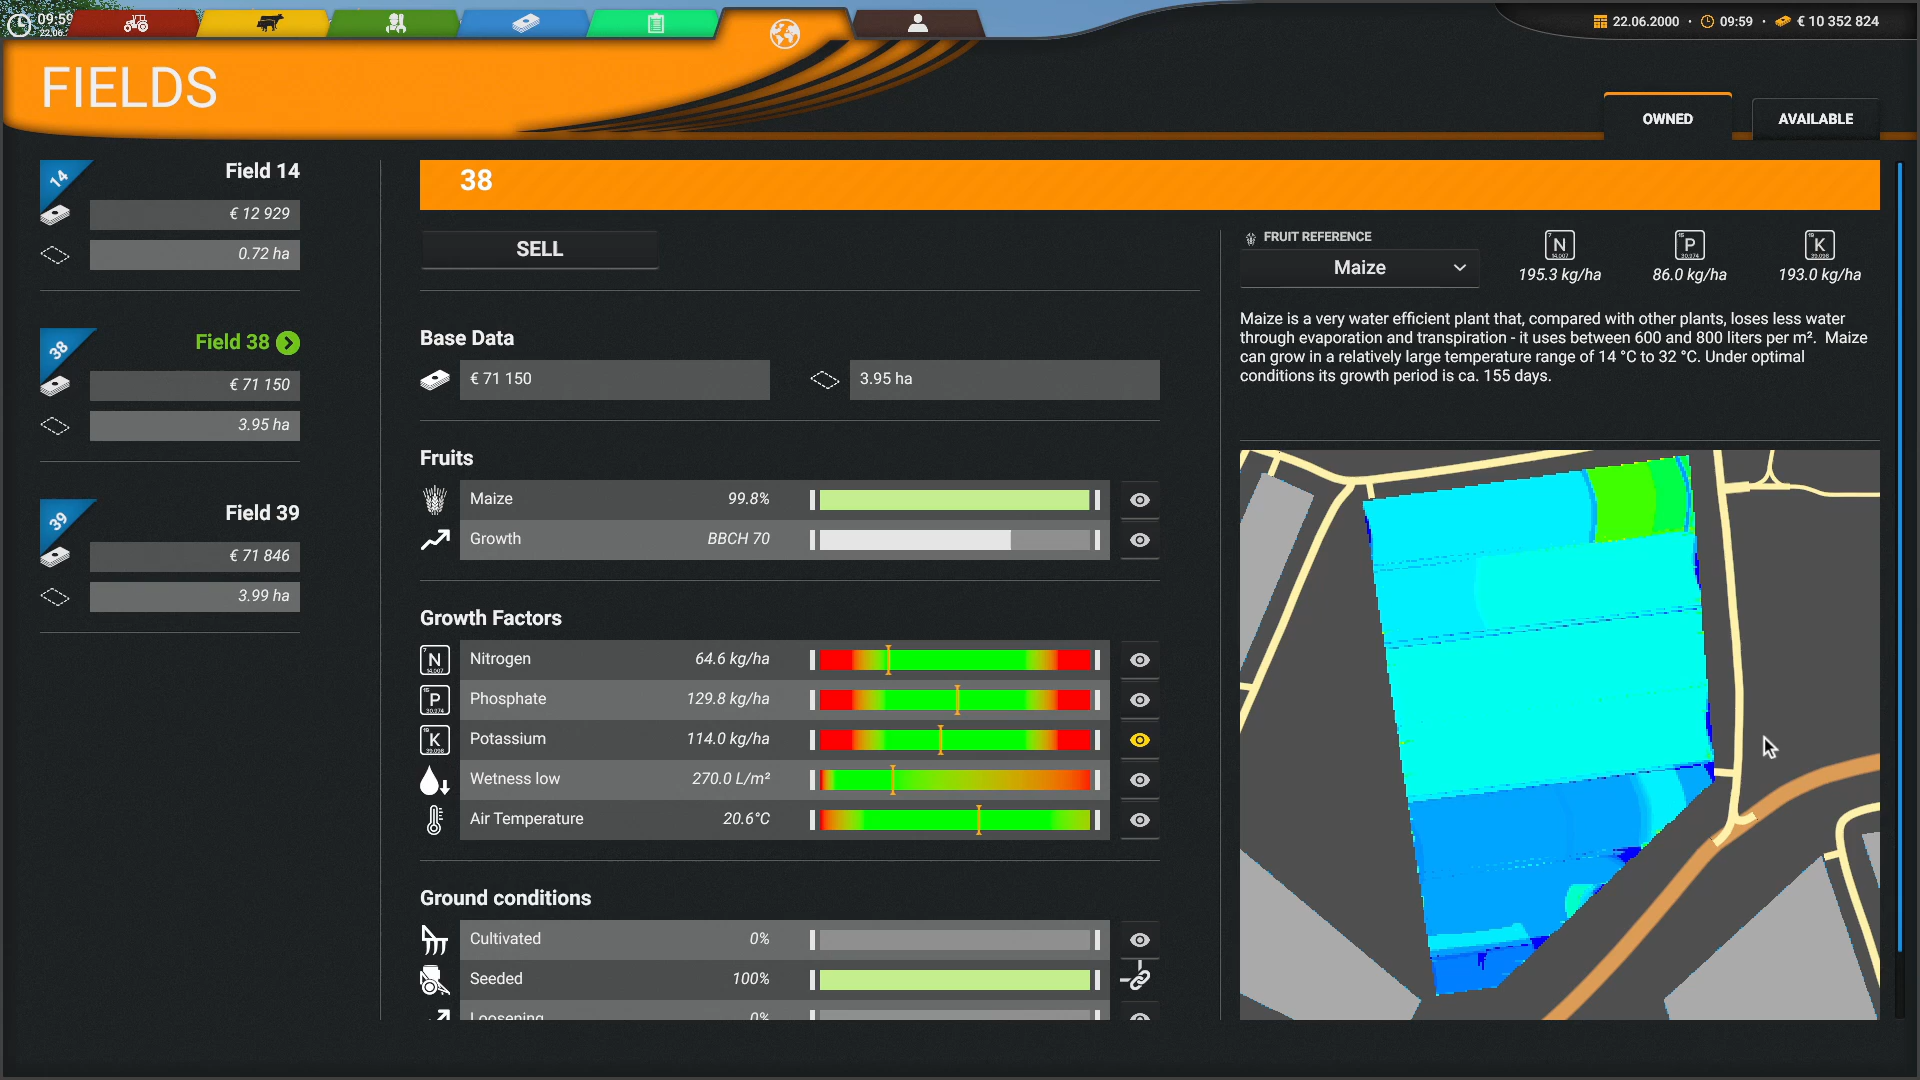 09:59
22.06.
22.06.2000 • 09:59 • € 10 352 824
FIELDS
OWNED
AVAILABLE
14
Field 14
€ 12 929
0.72 ha
38
Field 38
€ 71 150
3.95 ha
39
Field 39
€ 71 846
3.99 ha
38
SELL
Base Data
€ 71 150
3.95 ha
Fruits
Maize 99.8%
Growth BBCH 70
Growth Factors
N Nitrogen 64.6 kg/ha
P Phosphate 129.8 kg/ha
K Potassium 114.0 kg/ha
Wetness low 270.0 L/m²
Air Temperature 20.6°C
Ground conditions
Cultivated 0%
Seeded 100%
Loosening 0%
FRUIT REFERENCE
Maize
N
195.3 kg/ha
P
86.0 kg/ha
K
193.0 kg/ha
Maize is a very water efficient plant that, compared with other plants, loses less water
through evaporation and transpiration - it uses between 600 and 800 liters per m². Maize
can grow in a relatively large temperature range of 14 °C to 32 °C. Under optimal
conditions its growth period is ca. 155 days.